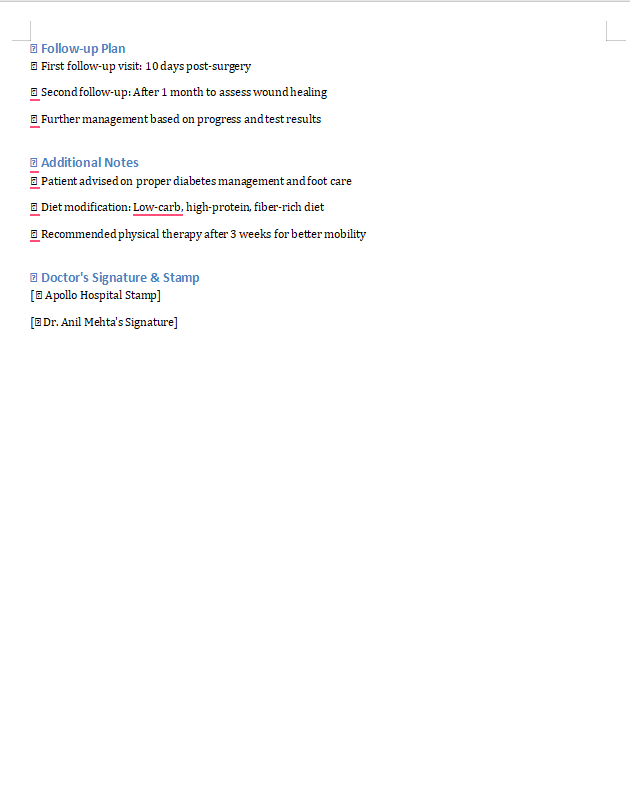 Follow-up Plan
First follow-up visit: 10 days post-surgery
Second follow-up: After 1 month to assess wound healing
Further management based on progress and test results
Additional Notes
Patient advised on proper diabetes management and foot care
Diet modification: Low-carb, high-protein, fiber-rich diet
Recommended physical therapy after 3 weeks for better mobility
Doctor's Signature & Stamp
[ Apollo Hospital Stamp]
[ Dr. Anil Mehta's Signature]